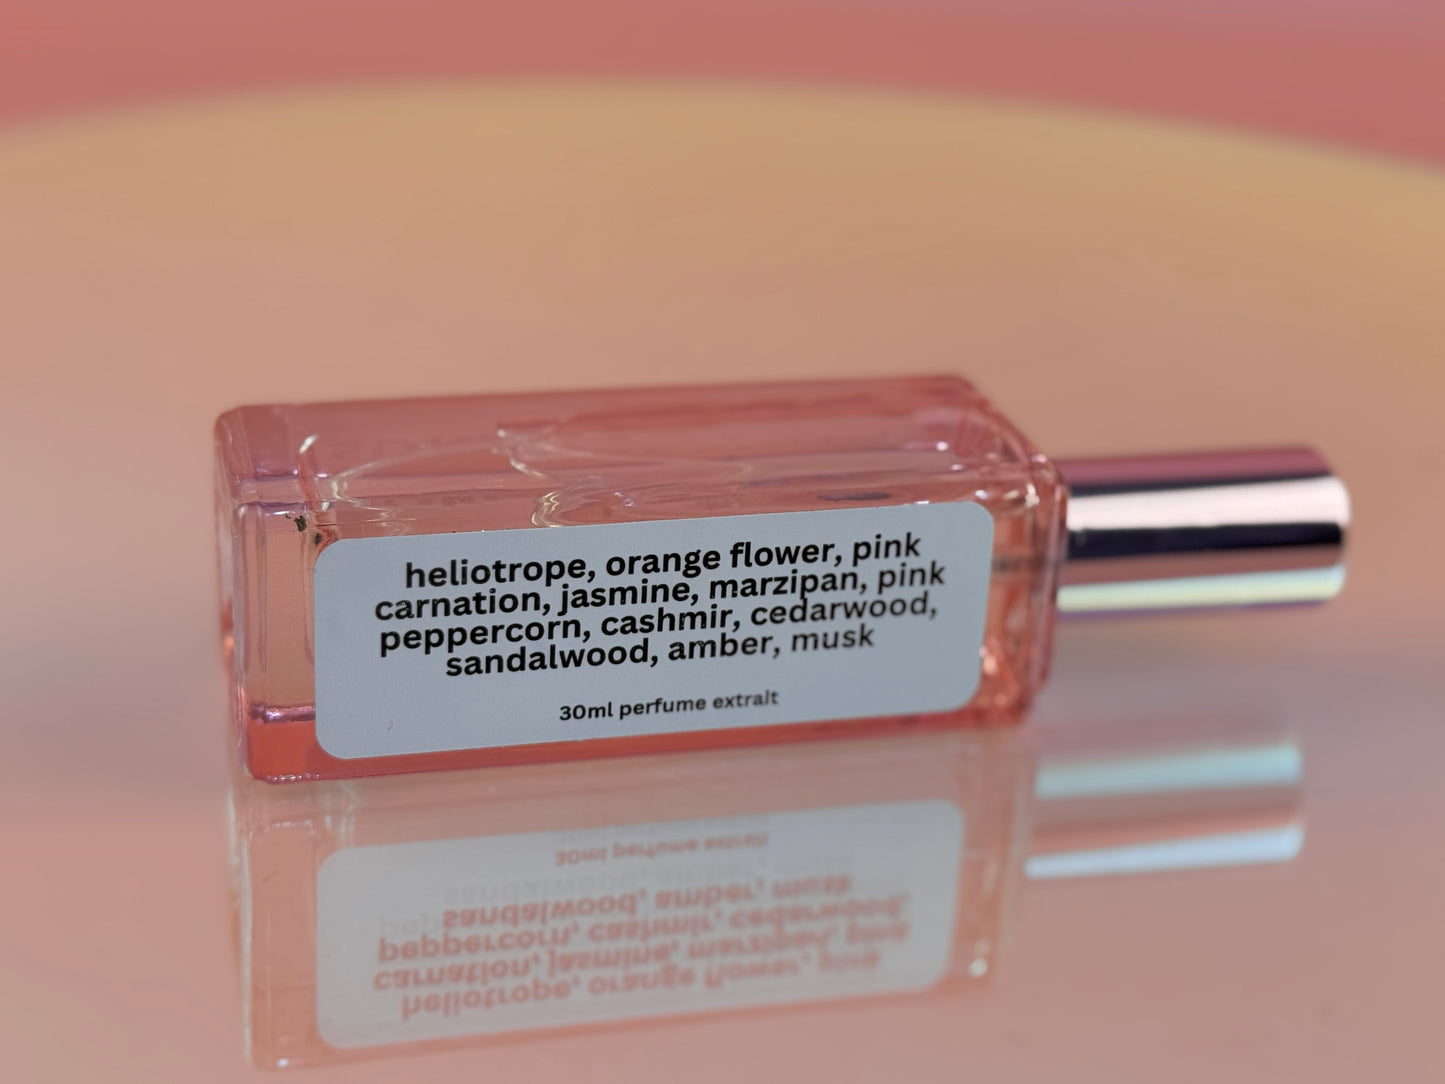 heliotrope, orange flower, pink
carnation, jasmine, marzipan, pink
peppercorn, cashmir, cedarwood,
sandalwood, amber, musk
30ml perfume extrait